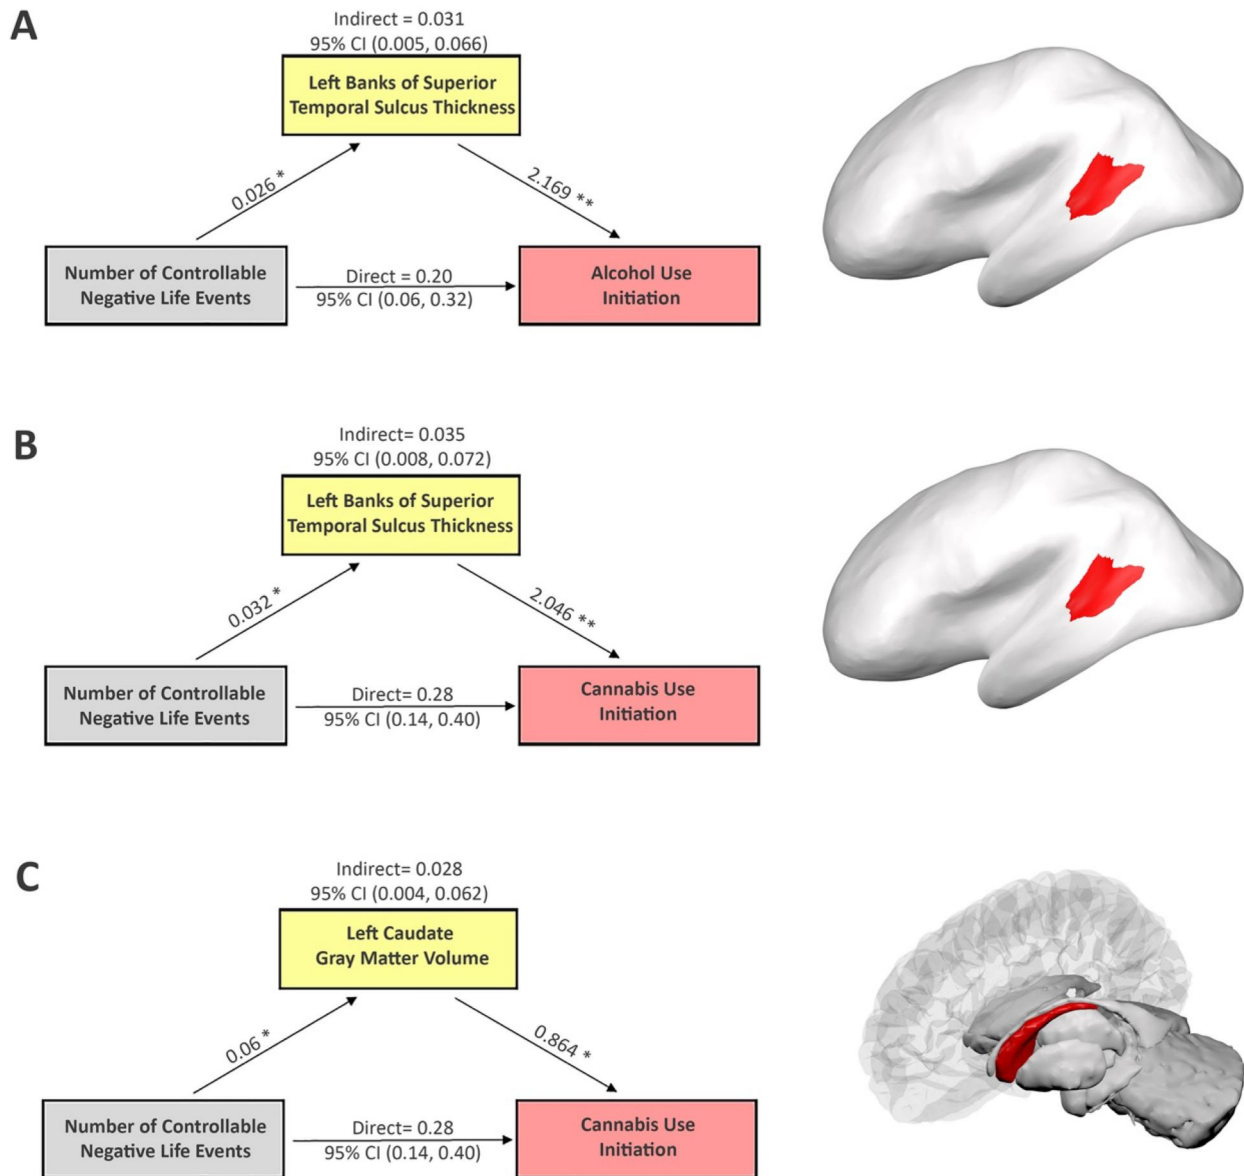 A
Indirect = 0.031
95% CI (0.005, 0.066)
Left Banks of Superior
Temporal Sulcus Thickness
0.026 *
2.169 **
Number of Controllable
Negative Life Events
Direct = 0.20
95% CI (0.06, 0.32)
Alcohol Use
Initiation
B
Indirect= 0.035
95% CI (0.008, 0.072)
Left Banks of Superior
Temporal Sulcus Thickness
0.032 *
2.046 **
Number of Controllable
Negative Life Events
Direct= 0.28
95% CI (0.14, 0.40)
Cannabis Use
Initiation
C
Indirect= 0.028
95% CI (0.004, 0.062)
Left Caudate
Gray Matter Volume
0.06 *
0.864 *
Number of Controllable
Negative Life Events
Direct= 0.28
95% CI (0.14, 0.40)
Cannabis Use
Initiation